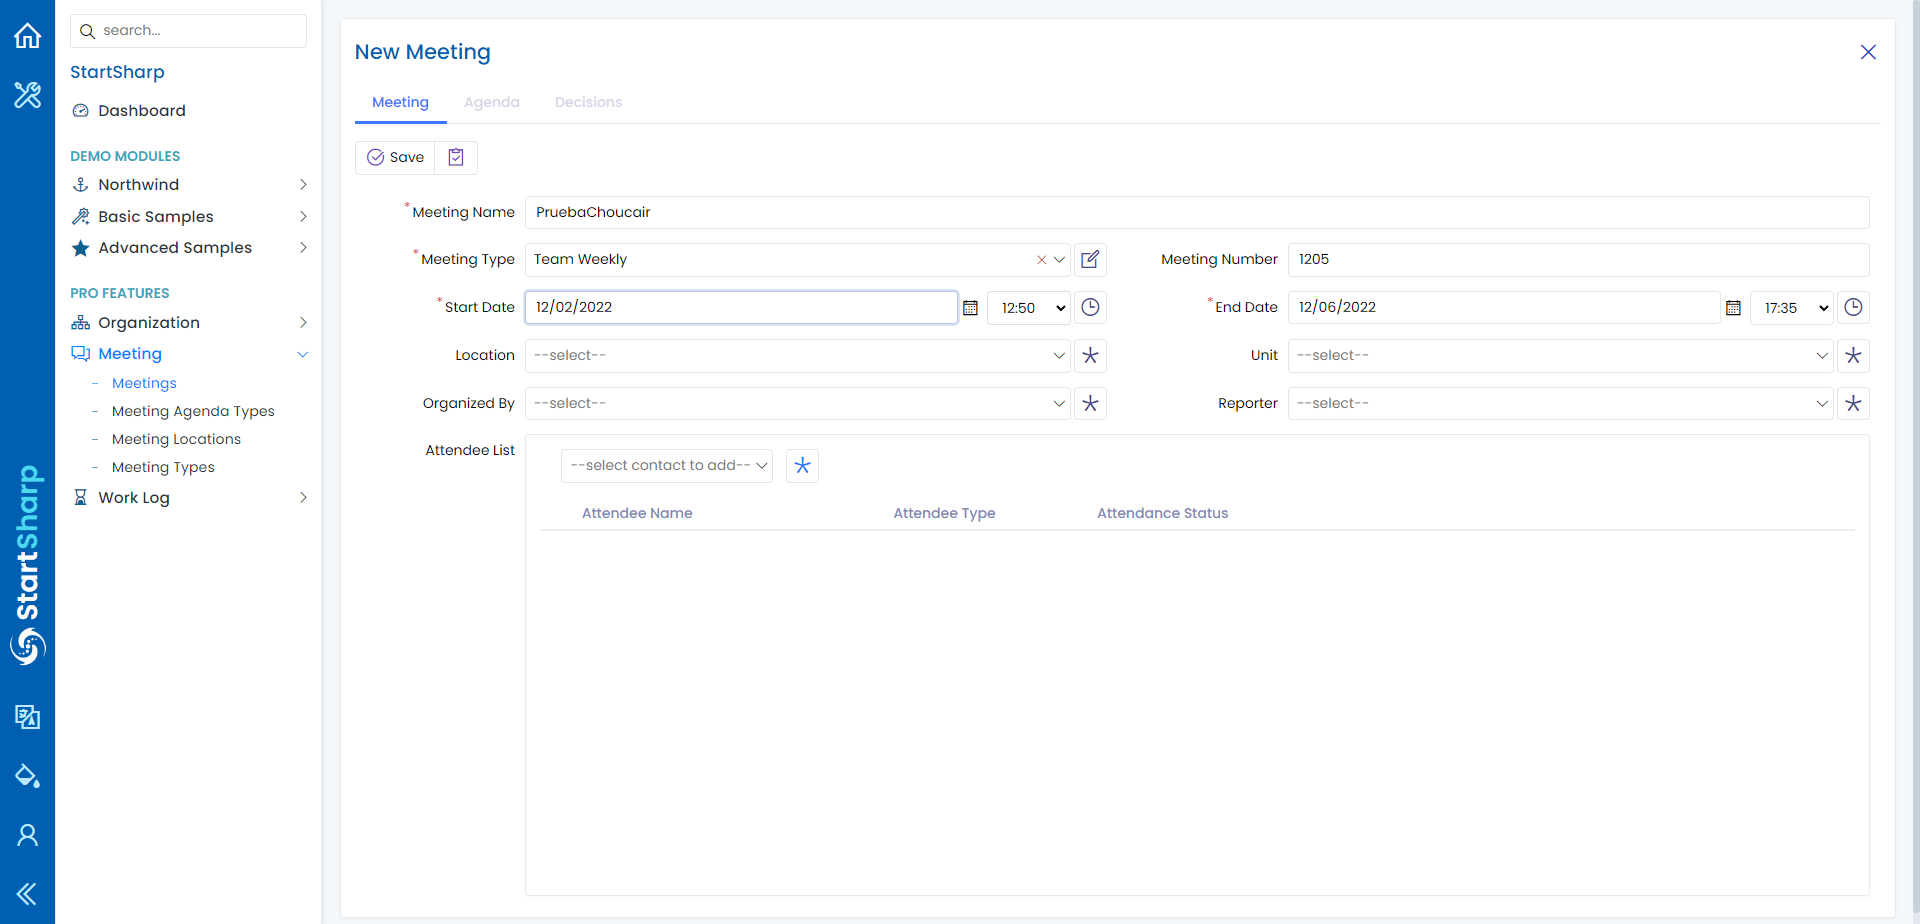 search...
StartSharp
Dashboard
DEMO MODULES
Northwind
Basic Samples
Advanced Samples
PRO FEATURES
Organization
Meeting
- Meetings
- Meeting Agenda Types
- Meeting Locations
- Meeting Types
Work Log
StartSharp
New Meeting
Meeting Agenda Decisions
Save
*Meeting Name PruebaChoucair
*Meeting Type Team Weekly Meeting Number 1205
*Start Date 12/02/2022 12:50 *End Date 12/06/2022 17:35
Location --select-- Unit --select--
Organized By --select-- Reporter --select--
Attendee List
--select contact to add--
Attendee Name Attendee Type Attendance Status